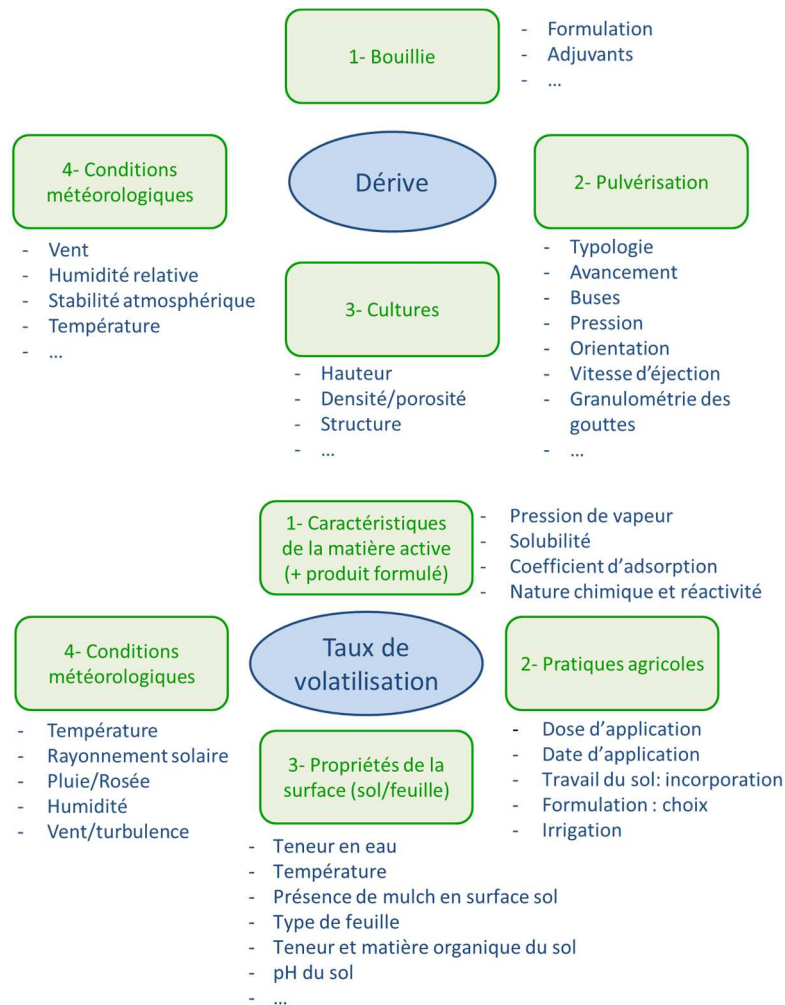 1- Bouillie
- Formulation
- Adjuvants
- ...
4- Conditions
météorologiques
- Vent
- Humidité relative
- Stabilité atmosphérique
- Température
- ...
Dérive
2- Pulvérisation
- Typologie
- Avancement
- Buses
- Pression
- Orientation
- Vitesse d'éjection
- Granulométrie des
gouttes
- ...
3- Cultures
- Hauteur
- Densité/porosité
- Structure
- ...
1- Caractéristiques
de la matière active
(+ produit formulé)
- Pression de vapeur
- Solubilité
- Coefficient d'adsorption
- Nature chimique et réactivité
4- Conditions
météorologiques
- Température
- Rayonnement solaire
- Pluie/Rosée
- Humidité
- Vent/turbulence
Taux de
volatilisation
2- Pratiques agricoles
- Dose d'application
- Date d'application
- Travail du sol: incorporation
- Formulation : choix
- Irrigation
3- Propriétés de la
surface (sol/feuille)
- Teneur en eau
- Température
- Présence de mulch en surface sol
- Type de feuille
- Teneur et matière organique du sol
- pH du sol
- ...